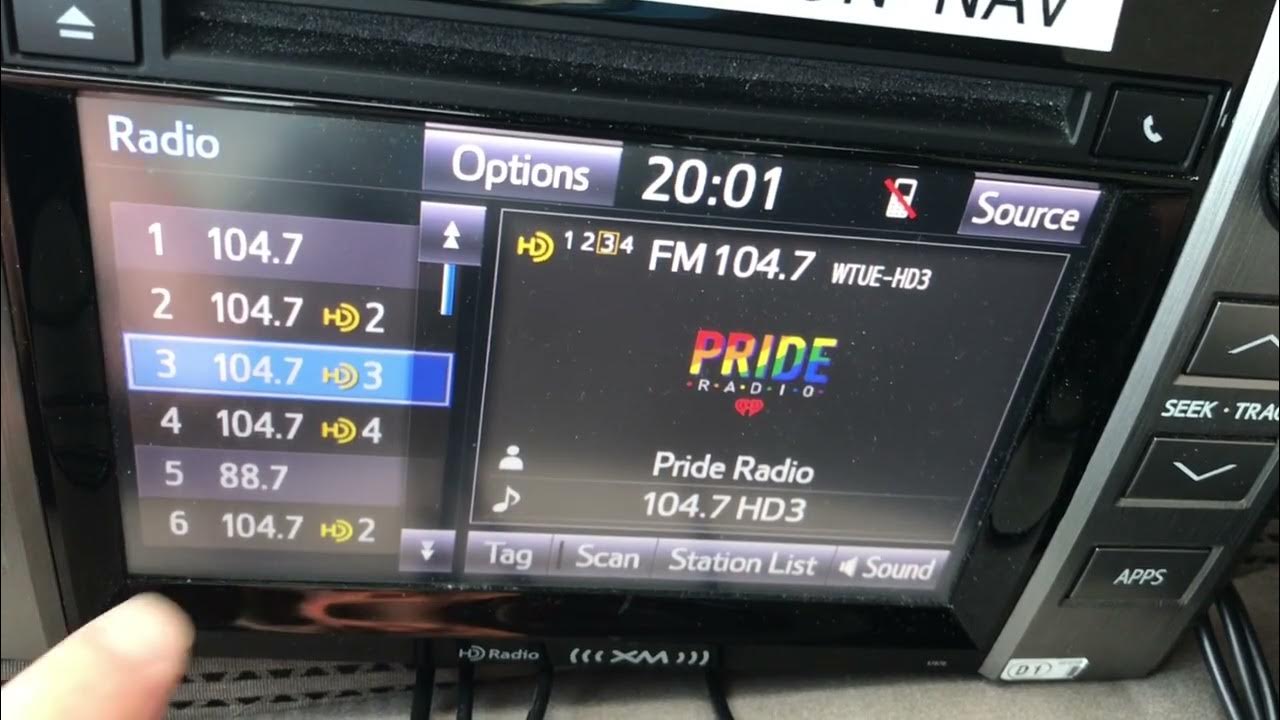 ON-NAV
Radio
Options
20:01
Source
1 104.7
2 104.7 HD 2
3 104.7 HD 3
4 104.7 HD 4
5 88.7
6 104.7 HD 2
HD 1 2 3 4 FM 104.7 WTUE-HD3
PRIDE
R·A·D·I·O
Pride Radio
104.7 HD3
Tag
Scan
Station List
Sound
SEEK · TRAC
APPS
HD Radio
(((XM)))
D1